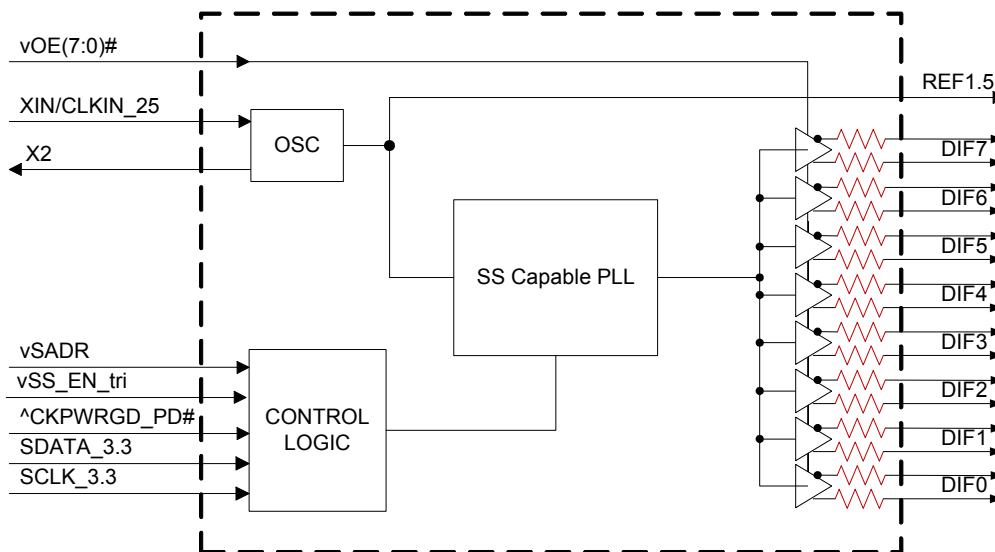 vOE(7:0)#
REF1.5
XIN/CLKIN_25
OSC
X2
DIF7
DIF6
DIF5
SS Capable PLL
DIF4
DIF3
vSADR
vSS_EN_tri
DIF2
^CKPWRGD_PD#
CONTROL
LOGIC
SDATA_3.3
DIF1
SCLK_3.3
DIF0